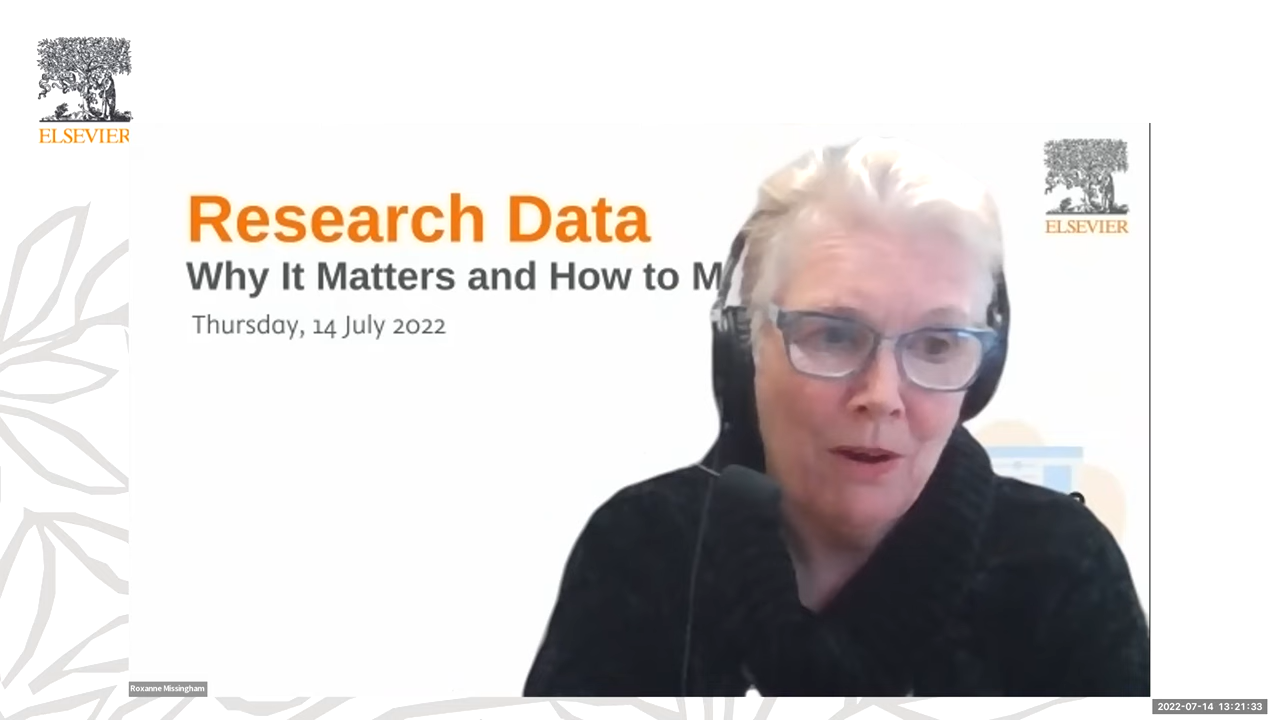 ELSEVIER
Research Data
ELSEVIER
Why It Matters and How to M
Thursday, 14 July 2022
Roxanne Missingham
2022-07-14 13:21:33